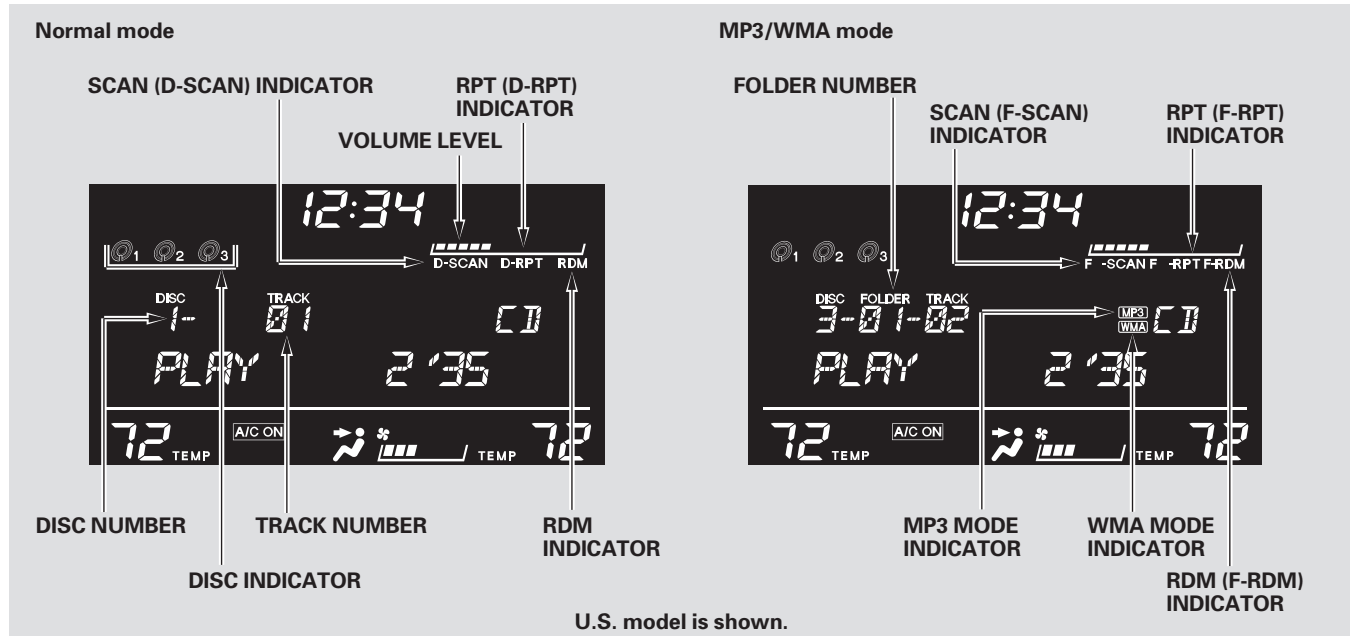 Normal mode
MP3/WMA mode
SCAN (D-SCAN) INDICATOR
RPT (D-RPT)
INDICATOR
VOLUME LEVEL
FOLDER NUMBER
SCAN (F-SCAN)
INDICATOR
RPT (F-RPT)
INDICATOR
12:34
1 2 3
D-SCAN D-RPT RDM
DISC TRACK
1- 01 CD
PLAY 2 '35
72 TEMP A/C ON TEMP 72
12:34
1 2 3
F -SCAN F -RPT F-RDM
DISC FOLDER TRACK
3-01-02 MP3 WMA CD
PLAY 2 '35
72 TEMP A/C ON TEMP 72
DISC NUMBER
TRACK NUMBER
RDM
INDICATOR
DISC INDICATOR
MP3 MODE
INDICATOR
WMA MODE
INDICATOR
RDM (F-RDM)
INDICATOR
U.S. model is shown.